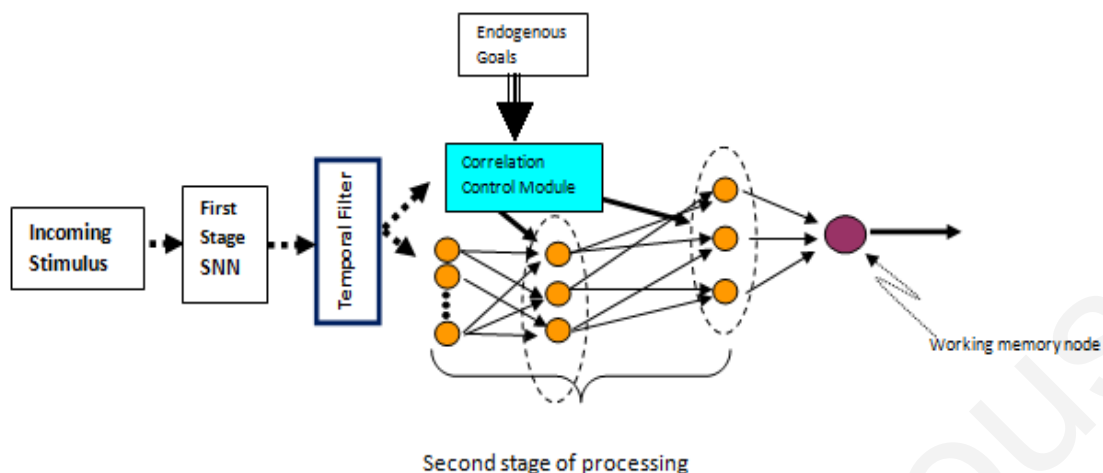 Endogenous
Goals
Correlation
Control Module
Incoming
Stimulus
First
Stage
SNN
Temporal Filter
Working memory node
Second stage of processing